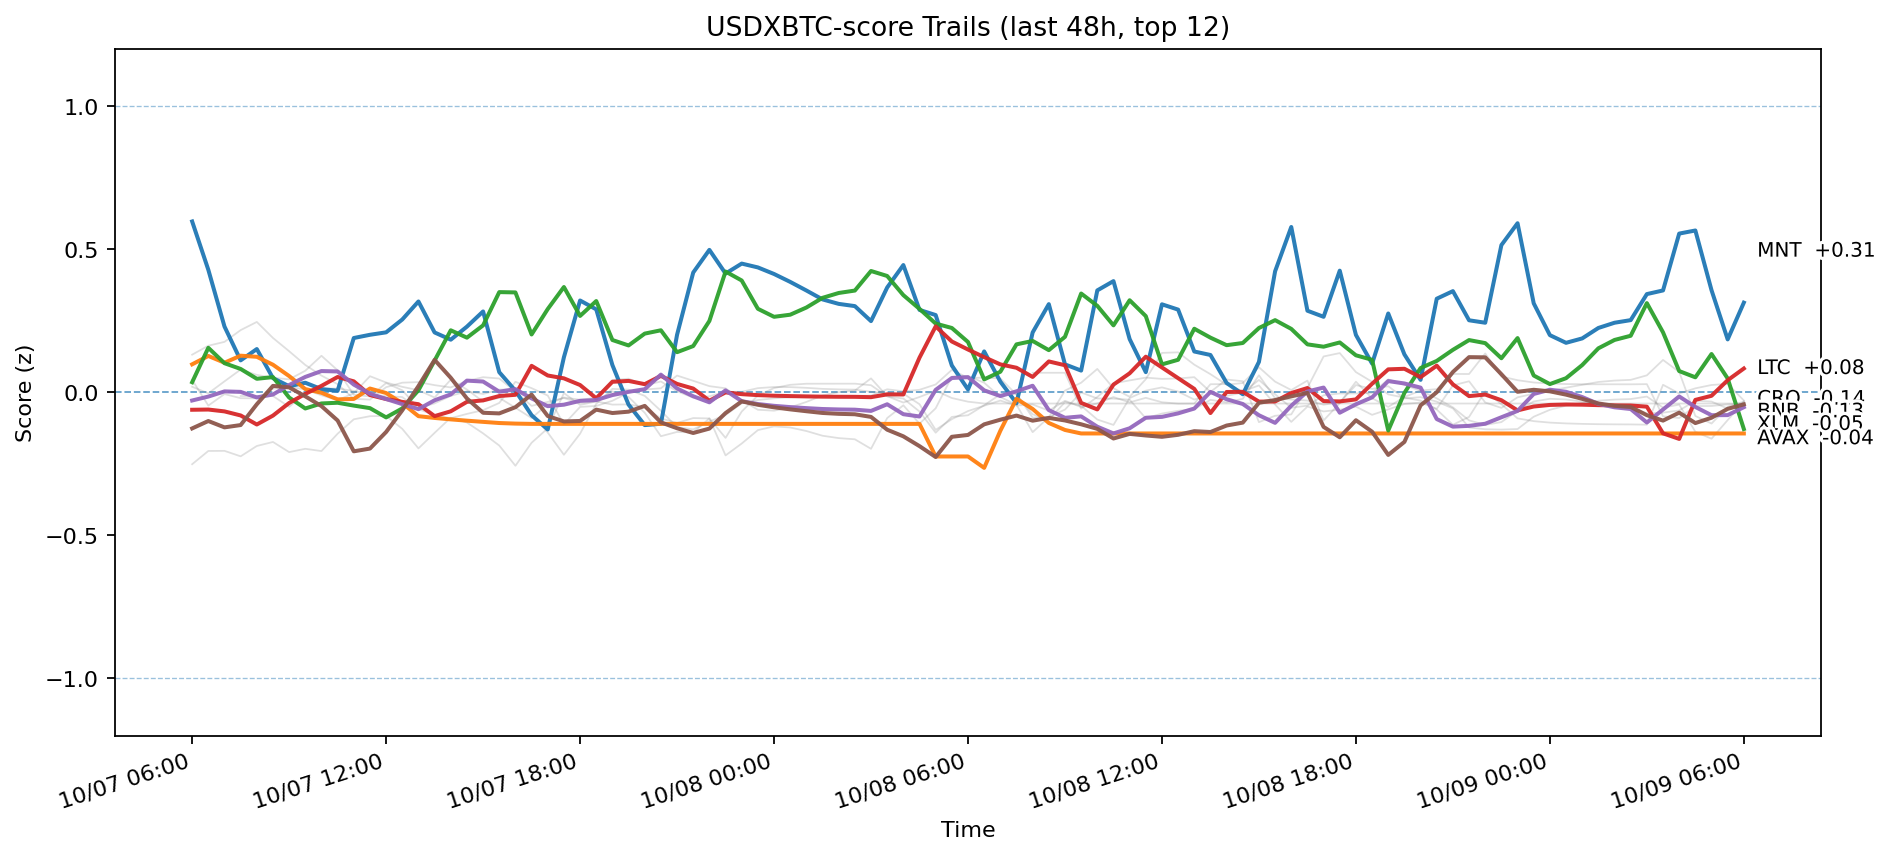 USDXBTC-score Trails (last 48h, top 12)
Score (z)
1.0
0.5
0.0
−0.5
−1.0
MNT +0.31
LTC +0.08
CRO -0.14
BNB -0.13
XLM -0.05
AVAX -0.04
10/07 06:00
10/07 12:00
10/07 18:00
10/08 00:00
10/08 06:00
10/08 12:00
10/08 18:00
10/09 00:00
10/09 06:00
Time